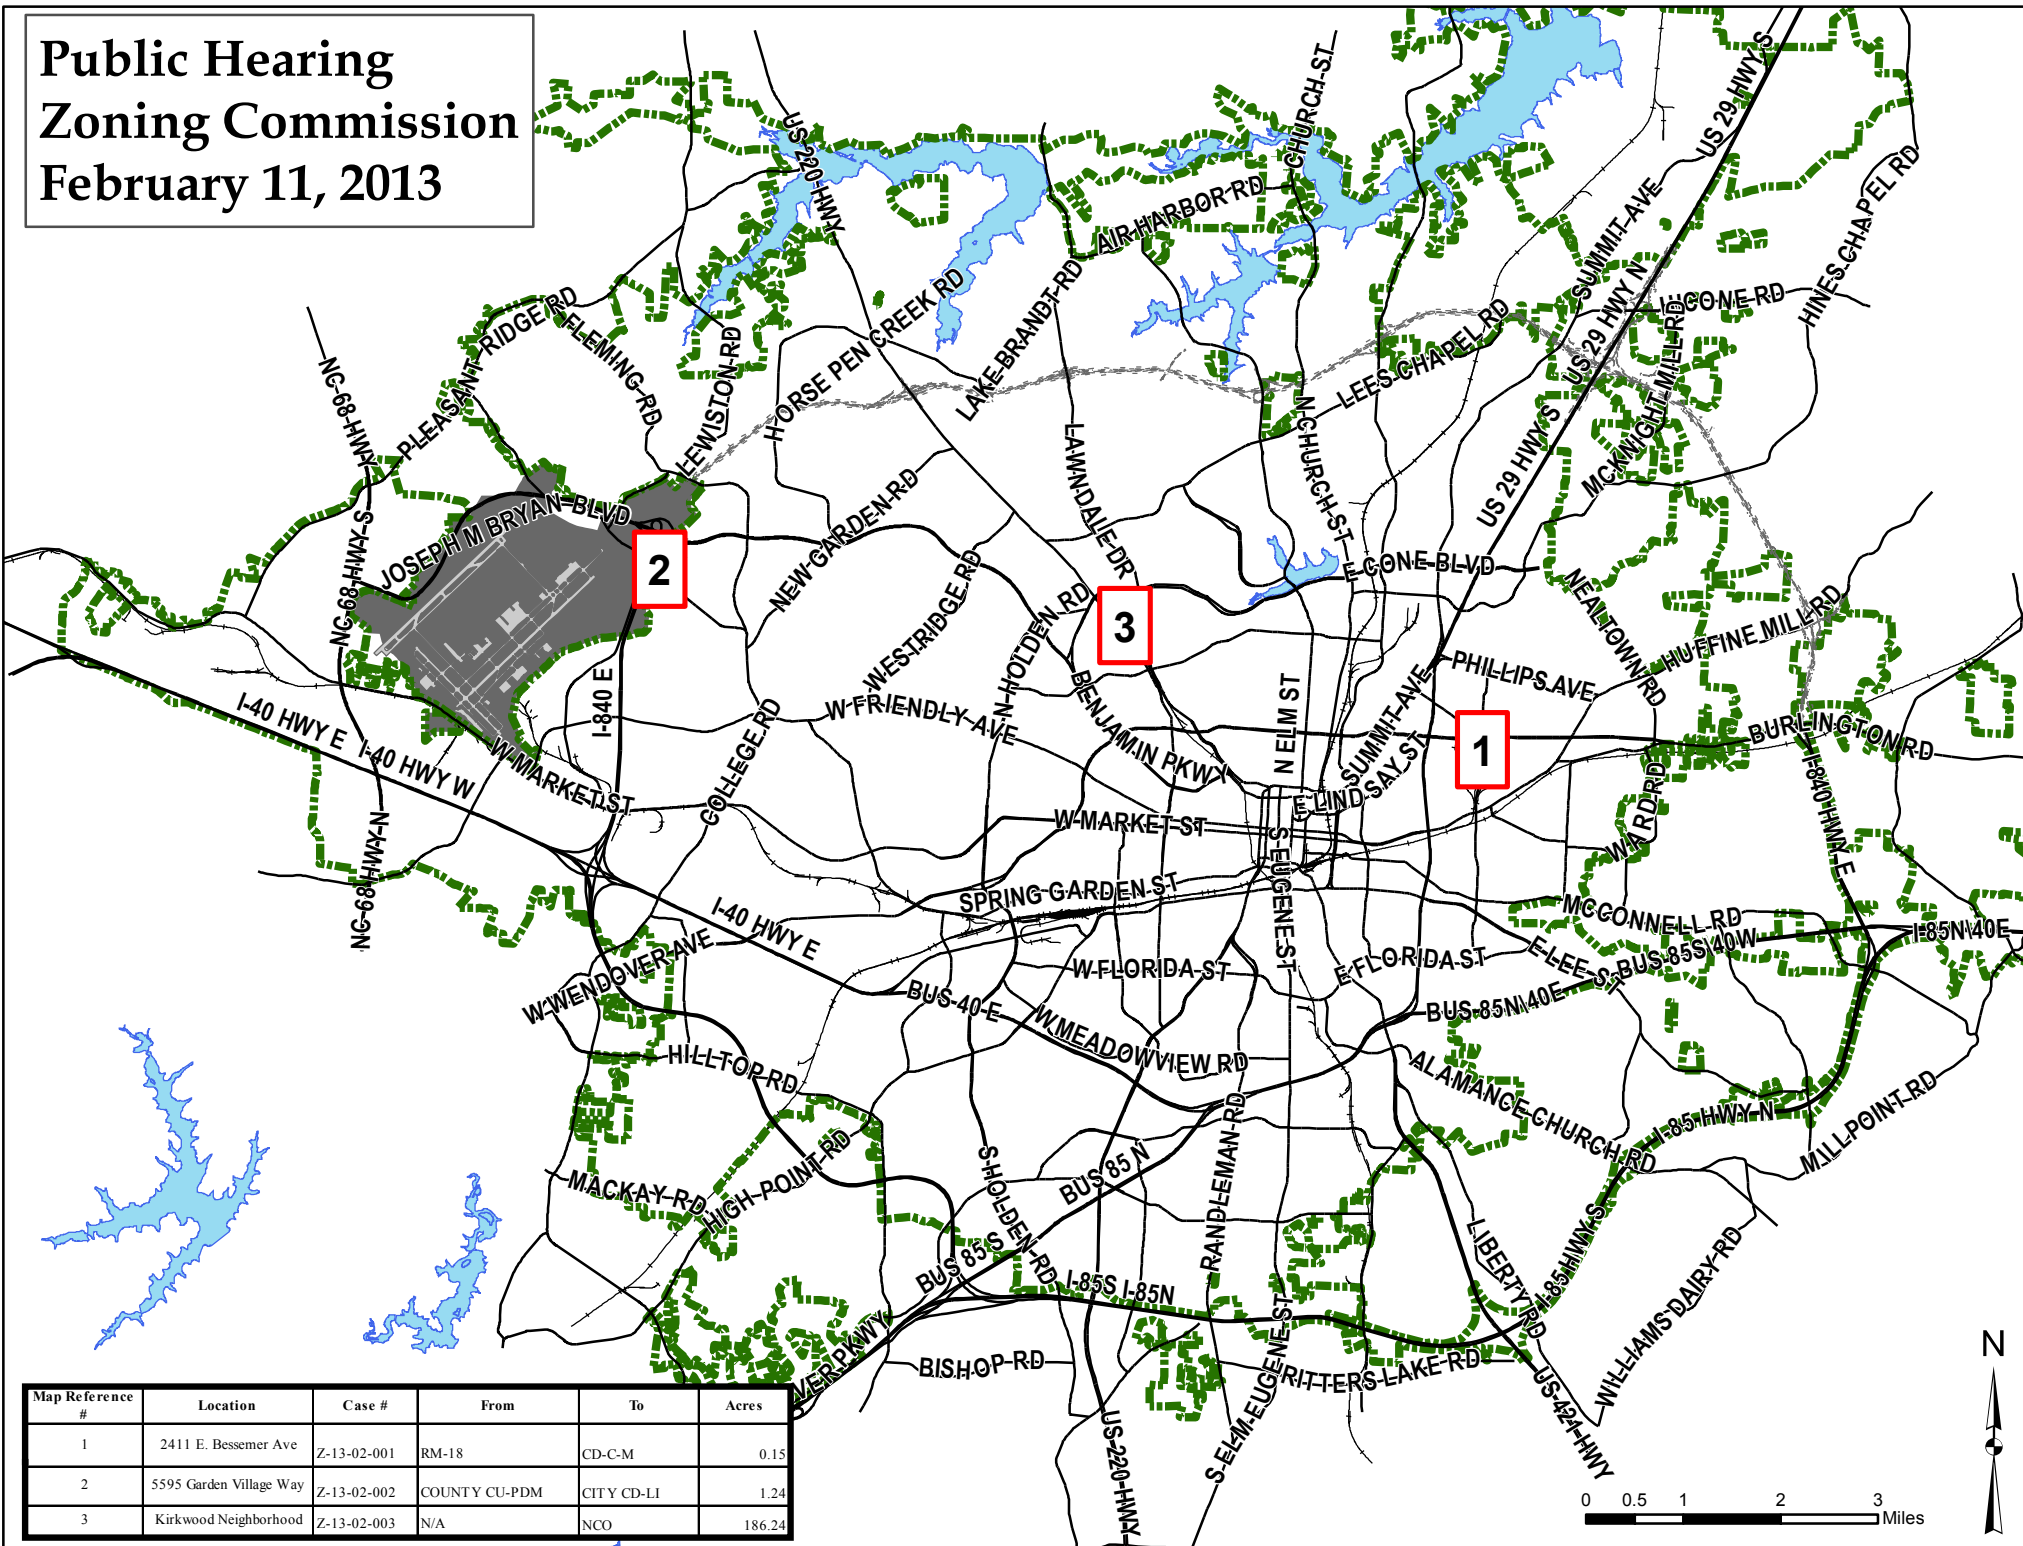 Public Hearing
Zoning Commission
February 11, 2013
US 220 HWY
CHURCH ST
US 29 HWY S
AIR HARBOR RD
SUMMIT AVE
HINES CHAPEL RD
PLEASANT RIDGE RD
FLEMING RD
LEWISTON RD
HORSE PEN CREEK RD
LAKE BRANDT RD
LEES CHAPEL RD
US 29 HWY N
HICONE RD
NC 68 HWY
N CHURCH ST
MCKNIGHT MILL RD
LAWNDALE DR
US 29 HWY S
JOSEPH M BRYAN BLVD
NC 68 HWY S
NEW GARDEN RD
WESTRIDGE RD
N HOLDEN RD
E CONE BLVD
NEALTOWN RD
HUFFINE MILL RD
2
3
1
PHILLIPS AVE
I-40 HWY E
I-40 HWY W
I-840 E
W MARKET ST
COLLEGE RD
W FRIENDLY AVE
BENJAMIN PKWY
N ELM ST
SUMMIT AVE
E LINDSAY ST
BURLINGTON RD
I-840 HWY E
WARD RD
NC 68 HWY N
W MARKET ST
S EUGENE ST
SPRING GARDEN ST
I-40 HWY E
W WENDOVER AVE
W FLORIDA ST
E FLORIDA ST
E LEE ST
MCCONNELL RD
BUS 85S 40W
I-85N 40E
BUS 40 E
BUS 85N 40E
W MEADOWVIEW RD
HILLTOP RD
ALAMANCE CHURCH RD
I-85 HWY N
MILLPOINT RD
MACKAY RD
HIGH POINT RD
S HOLDEN RD
BUS 85 N
BUS 85 S
RANDLEMAN RD
I-85S I-85N
LIBERTY RD
I-85 HWY S
WILLIAMS DAIRY RD
VER PKWY
BISHOP RD
S ELM EUGENE ST
RITTERS LAKE RD
US 421 HWY
US 220 HWY
N
0 0.5 1 2 3
Miles
Map Reference # Location Case # From To Acres
1 2411 E. Bessemer Ave Z-13-02-001 RM-18 CD-C-M 0.15
2 5595 Garden Village Way Z-13-02-002 COUNTY CU-PDM CITY CD-LI 1.24
3 Kirkwood Neighborhood Z-13-02-003 N/A NCO 186.24